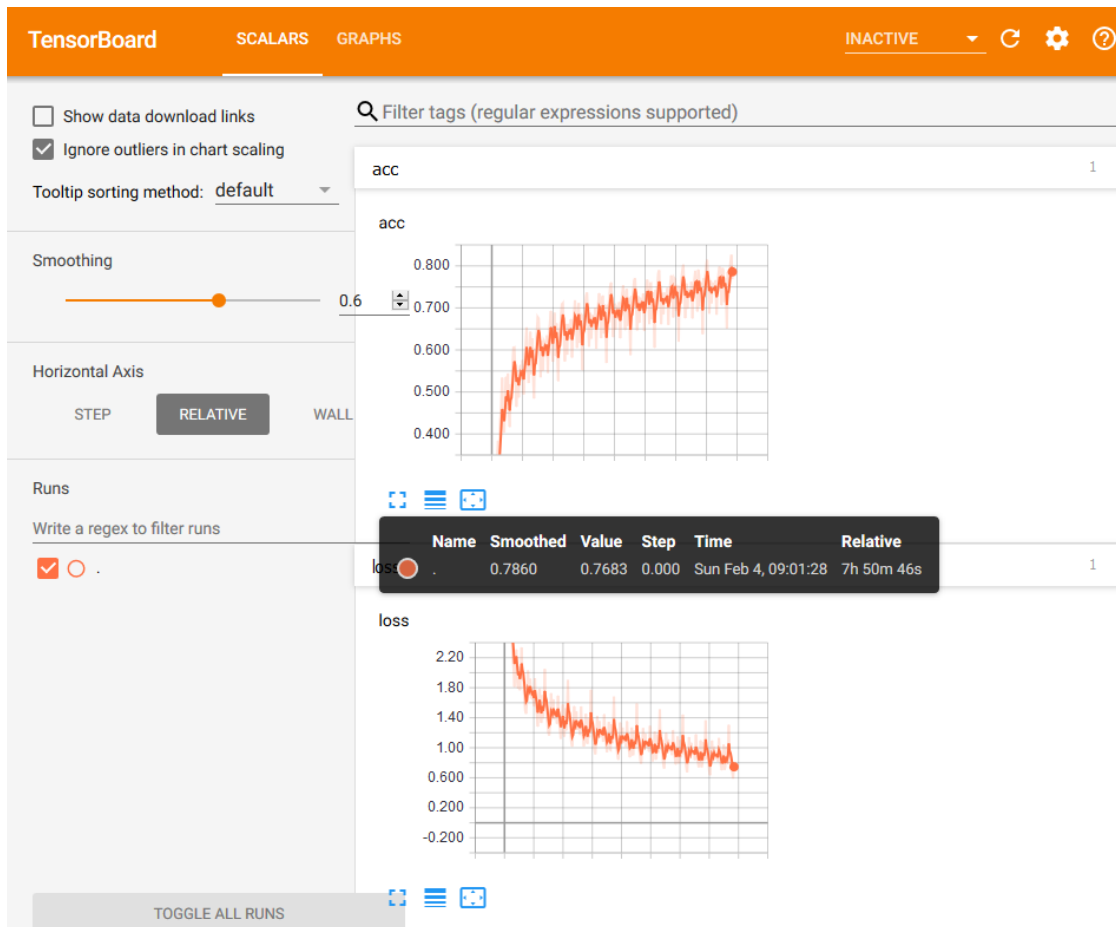 TensorBoard SCALARS GRAPHS INACTIVE
Show data download links
Ignore outliers in chart scaling
Tooltip sorting method: default
Smoothing
0.6
Horizontal Axis
STEP RELATIVE WALL
Runs
Write a regex to filter runs
.
TOGGLE ALL RUNS
Filter tags (regular expressions supported)
acc 1
acc
0.800
0.700
0.600
0.500
0.400
Name Smoothed Value Step Time Relative
. 0.7860 0.7683 0.000 Sun Feb 4, 09:01:28 7h 50m 46s
loss 1
loss
2.20
1.80
1.40
1.00
0.600
0.200
-0.200